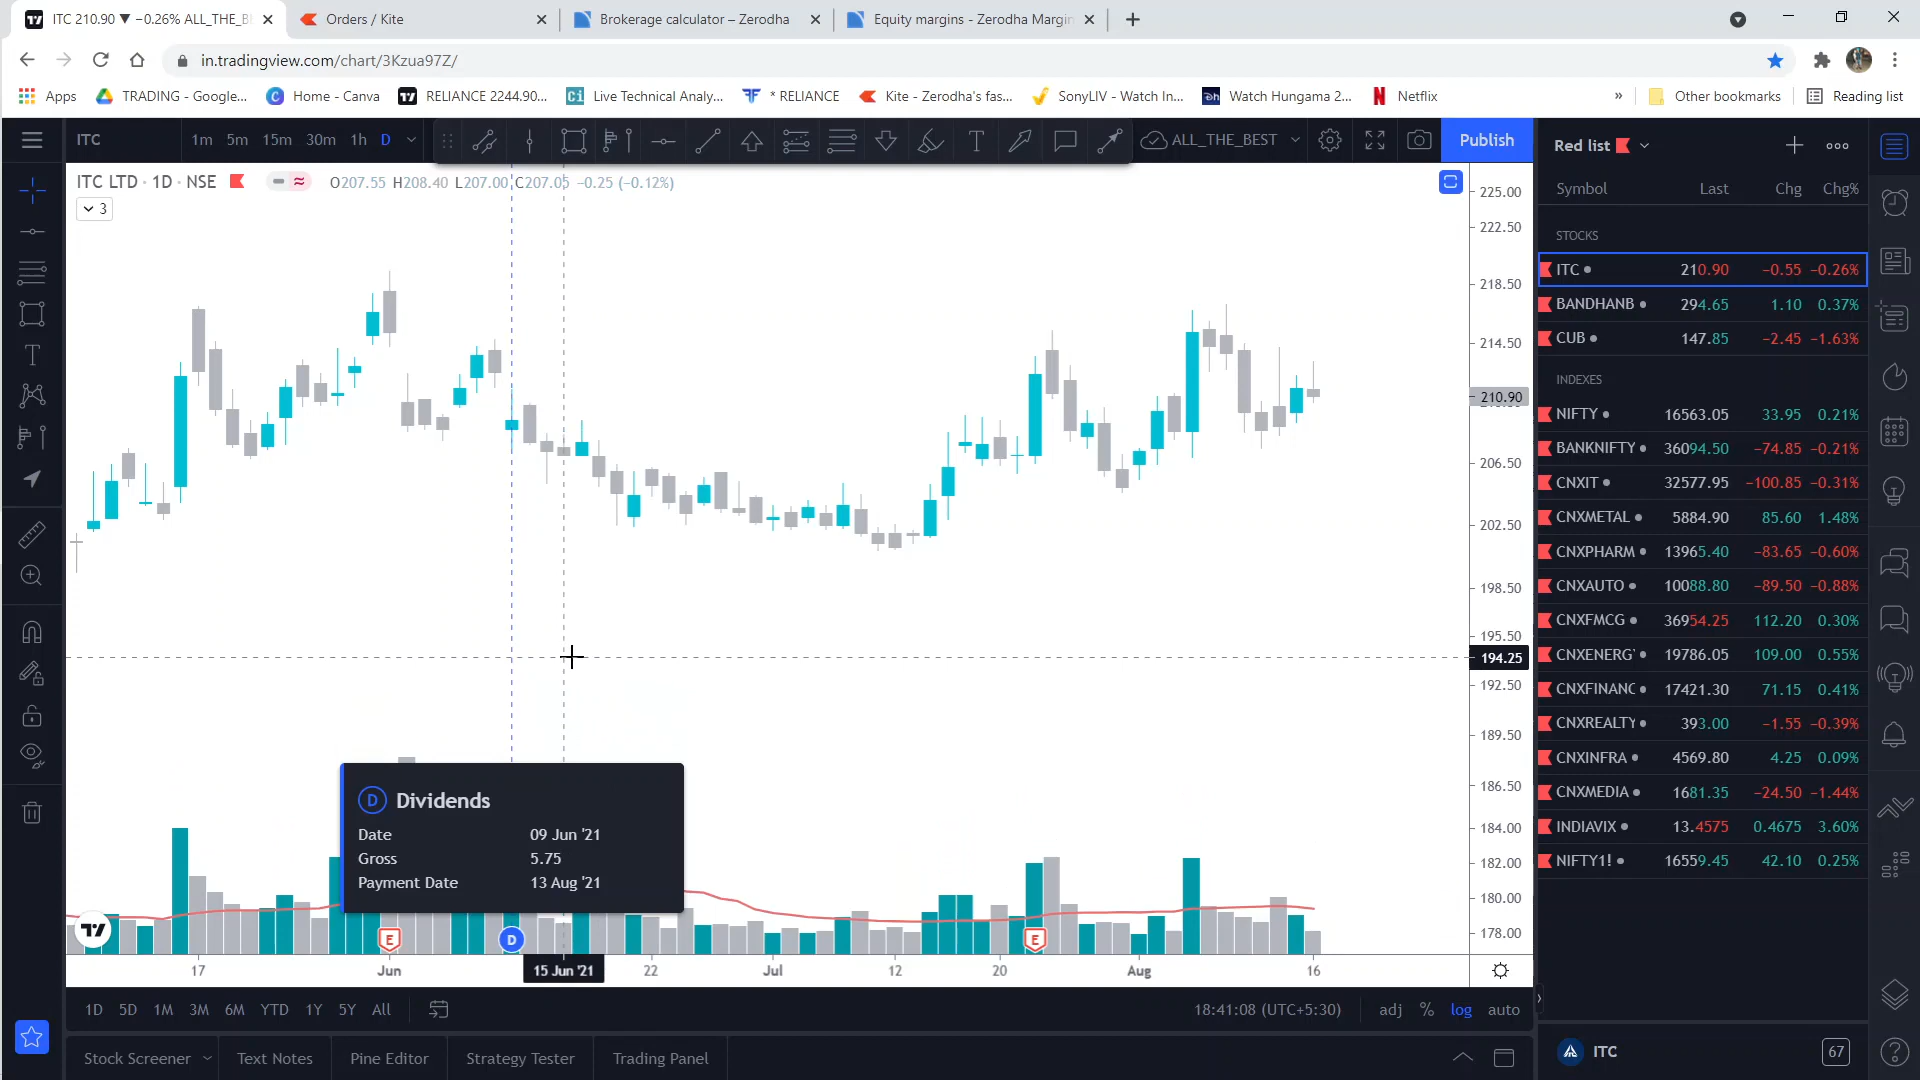 ITC 210.90 ▼ −0.26% ALL_THE_B
Orders / Kite
Brokerage calculator – Zerodha
Equity margins - Zerodha Margin
in.tradingview.com/chart/3Kzua97Z/
Apps
TRADING - Google...
Home - Canva
RELIANCE 2244.90...
Live Technical Analy...
* RELIANCE
Kite - Zerodha's fas...
SonyLIV - Watch In...
Watch Hungama 2...
Netflix
»
Other bookmarks
Reading list
ITC
1m 5m 15m 30m 1h D
ALL_THE_BEST
Publish
ITC LTD · 1D · NSE
O207.55 H208.40 L207.00 C207.05 −0.25 (−0.12%)
3
225.00
222.50
218.50
214.50
210.90
206.50
202.50
198.50
195.50
194.25
192.50
189.50
186.50
184.00
182.00
180.00
178.00
D Dividends
Date 09 Jun '21
Gross 5.75
Payment Date 13 Aug '21
E
D
E
17
Jun
15 Jun '21
22
Jul
12
20
Aug
16
1D 5D 1M 3M 6M YTD 1Y 5Y All
18:41:08 (UTC+5:30)
adj % log auto
Stock Screener
Text Notes
Pine Editor
Strategy Tester
Trading Panel
Red list
Symbol Last Chg Chg%
STOCKS
ITC 210.90 −0.55 −0.26%
BANDHANB 294.65 1.10 0.37%
CUB 147.85 −2.45 −1.63%
INDEXES
NIFTY 16563.05 33.95 0.21%
BANKNIFTY 36094.50 −74.85 −0.21%
CNXIT 32577.95 −100.85 −0.31%
CNXMETAL 5884.90 85.60 1.48%
CNXPHARM 13965.40 −83.65 −0.60%
CNXAUTO 10088.80 −89.50 −0.88%
CNXFMCG 36954.25 112.20 0.30%
CNXENERG 19786.05 109.00 0.55%
CNXFINANC 17421.30 71.15 0.41%
CNXREALTY 393.00 −1.55 −0.39%
CNXINFRA 4569.80 4.25 0.09%
CNXMEDIA 1681.35 −24.50 −1.44%
INDIAVIX 13.4575 0.4675 3.60%
NIFTY1! 16559.45 42.10 0.25%
ITC
67